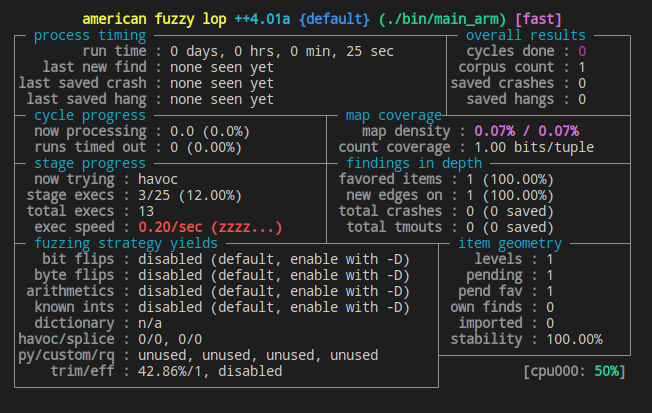 american fuzzy lop ++4.01a {default} (./bin/main_arm) [fast]
process timing overall results
run time : 0 days, 0 hrs, 0 min, 25 sec cycles done : 0
last new find : none seen yet corpus count : 1
last saved crash : none seen yet saved crashes : 0
last saved hang : none seen yet saved hangs : 0
cycle progress map coverage
now processing : 0.0 (0.0%) map density : 0.07% / 0.07%
runs timed out : 0 (0.00%) count coverage : 1.00 bits/tuple
stage progress findings in depth
now trying : havoc favored items : 1 (100.00%)
stage execs : 3/25 (12.00%) new edges on : 1 (100.00%)
total execs : 13 total crashes : 0 (0 saved)
exec speed : 0.20/sec (zzzz...) total tmouts : 0 (0 saved)
fuzzing strategy yields item geometry
bit flips : disabled (default, enable with -D) levels : 1
byte flips : disabled (default, enable with -D) pending : 1
arithmetics : disabled (default, enable with -D) pend fav : 1
known ints : disabled (default, enable with -D) own finds : 0
dictionary : n/a imported : 0
havoc/splice : 0/0, 0/0 stability : 100.00%
py/custom/rq : unused, unused, unused, unused
trim/eff : 42.86%/1, disabled [cpu000: 50%]